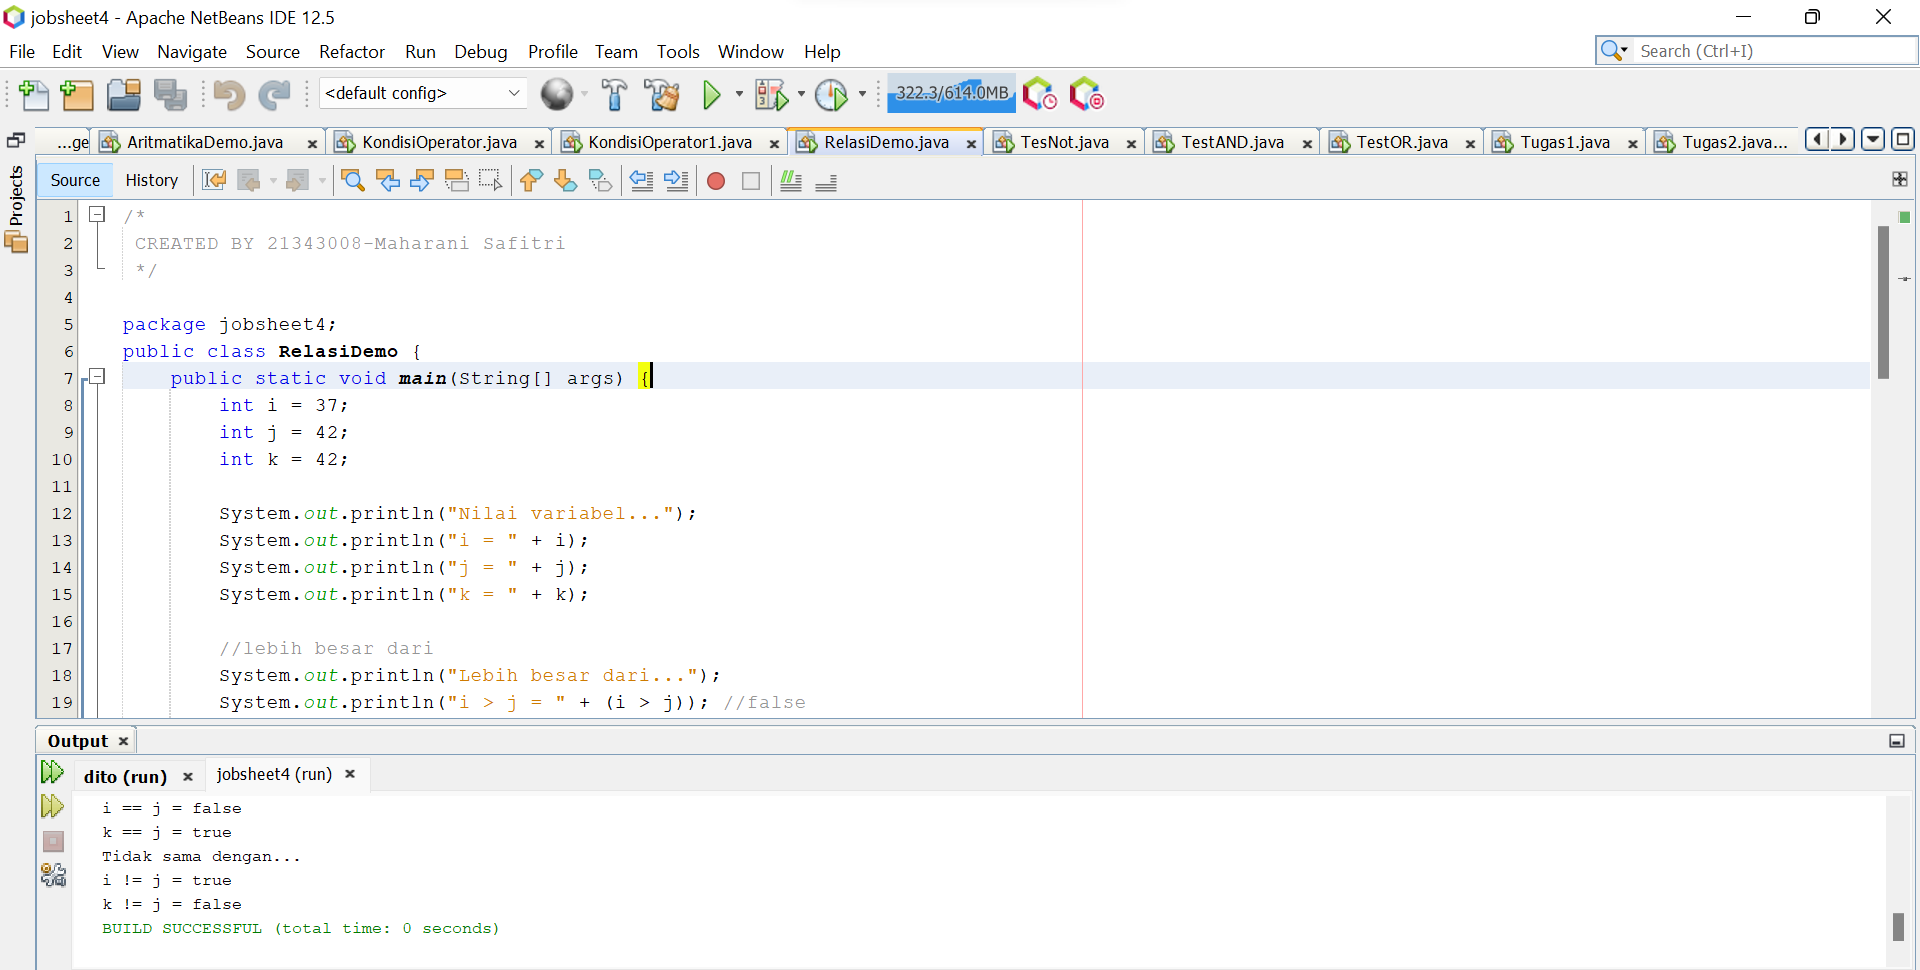 jobsheet4 - Apache NetBeans IDE 12.5
File Edit View Navigate Source Refactor Run Debug Profile Team Tools Window Help
Search (Ctrl+I)
<default config>
322.3/614.0MB
...ge AritmatikaDemo.java KondisiOperator.java KondisiOperator1.java RelasiDemo.java TesNot.java TestAND.java TestOR.java Tugas1.java Tugas2.java...
Projects
Source History
1 /*
2 CREATED BY 21343008-Maharani Safitri
3 */
4
5 package jobsheet4;
6 public class RelasiDemo {
7 public static void main(String[] args) {
8 int i = 37;
9 int j = 42;
10 int k = 42;
11
12 System.out.println("Nilai variabel...");
13 System.out.println("i = " + i);
14 System.out.println("j = " + j);
15 System.out.println("k = " + k);
16
17 //lebih besar dari
18 System.out.println("Lebih besar dari...");
19 System.out.println("i > j = " + (i > j)); //false
Output
dito (run) jobsheet4 (run)
i == j = false
k == j = true
Tidak sama dengan...
i != j = true
k != j = false
BUILD SUCCESSFUL (total time: 0 seconds)